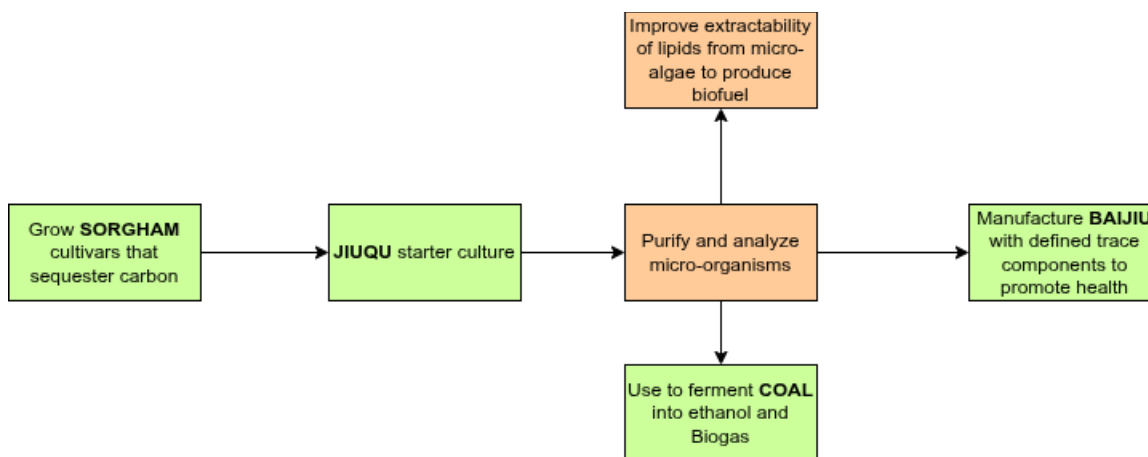 Improve extractability
of lipids from micro-
algae to produce
biofuel
Grow SORGHAM
cultivars that
sequester carbon
JIUQU starter culture
Purify and analyze
micro-organisms
Manufacture BAIJIU
with defined trace
components to
promote health
Use to ferment COAL
into ethanol and
Biogas